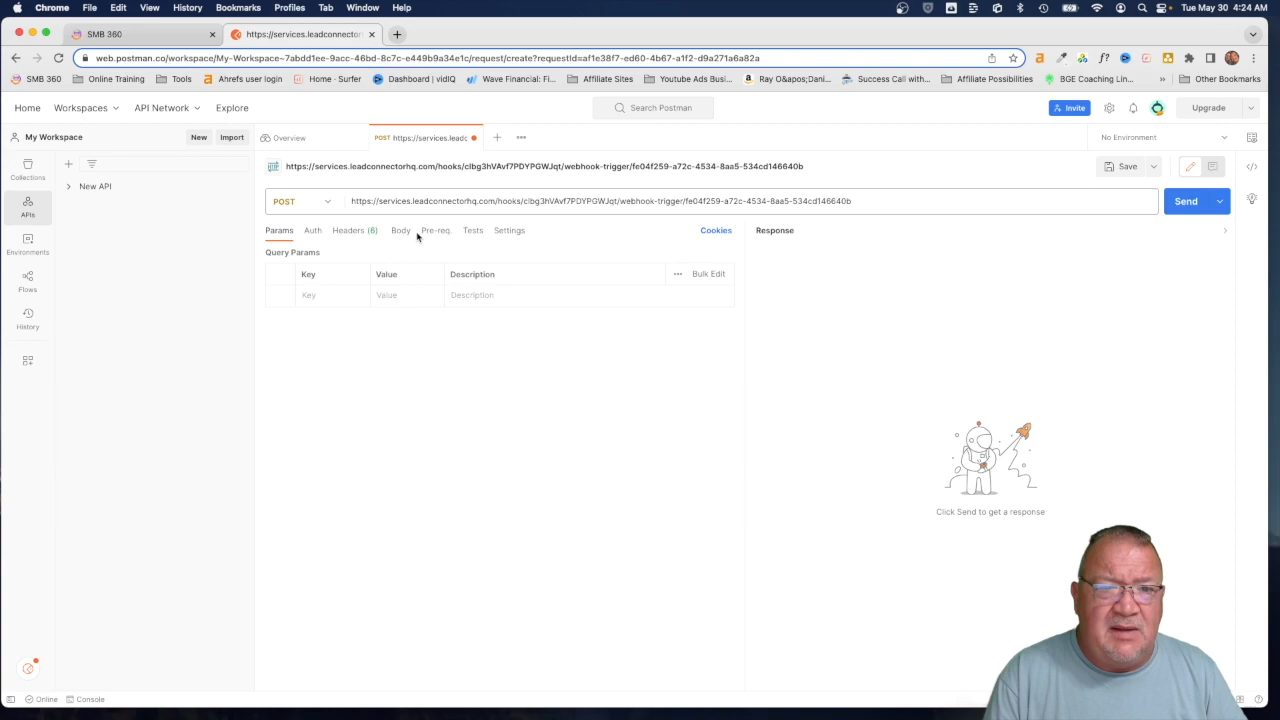 Chrome File Edit View History Bookmarks Profiles Tab Window Help Tue May 30 4:24 AM
SMB 360 https://services.leadconnector
web.postman.co/workspace/My-Workspace~7abdd1ee-9acc-46bd-8c7c-e449b9a34e1c/request/create?requestId=af1e38f7-ed60-4b67-a1f2-d9a271a6a82a
SMB 360 Online Training Tools Ahrefs user login Home · Surfer Dashboard | vidIQ Wave Financial: Fi... Affiliate Sites Youtube Ads Busi... Ray O&apos;Dani... Success Call with... Affiliate Possibilities BGE Coaching Lin... » Other Bookmarks
Home Workspaces API Network Explore Search Postman Invite Upgrade
My Workspace New Import Overview POST https://services.leadc No Environment
Collections
New API
APIs
Environments
Flows
History
https://services.leadconnectorhq.com/hooks/clbg3hVAvf7PDYPGWJqt/webhook-trigger/fe04f259-a72c-4534-8aa5-534cd146640b Save
POST https://services.leadconnectorhq.com/hooks/clbg3hVAvf7PDYPGWJqt/webhook-trigger/fe04f259-a72c-4534-8aa5-534cd146640b Send
Params Auth Headers (6) Body Pre-req. Tests Settings Cookies Response
Query Params
Key Value Description Bulk Edit
Key Value Description
Click Send to get a response
Online Console